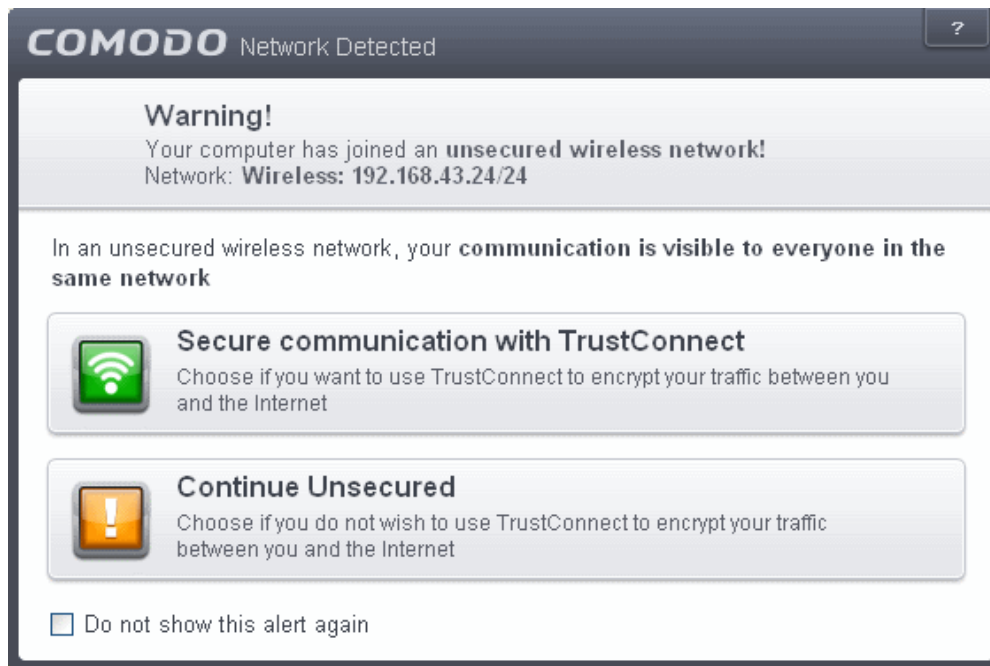 COMODO Network Detected
?
Warning!
Your computer has joined an unsecured wireless network!
Network: Wireless: 192.168.43.24/24
In an unsecured wireless network, your communication is visible to everyone in the
same network
Secure communication with TrustConnect
Choose if you want to use TrustConnect to encrypt your traffic between you
and the Internet
Continue Unsecured
Choose if you do not wish to use TrustConnect to encrypt your traffic
between you and the Internet
Do not show this alert again